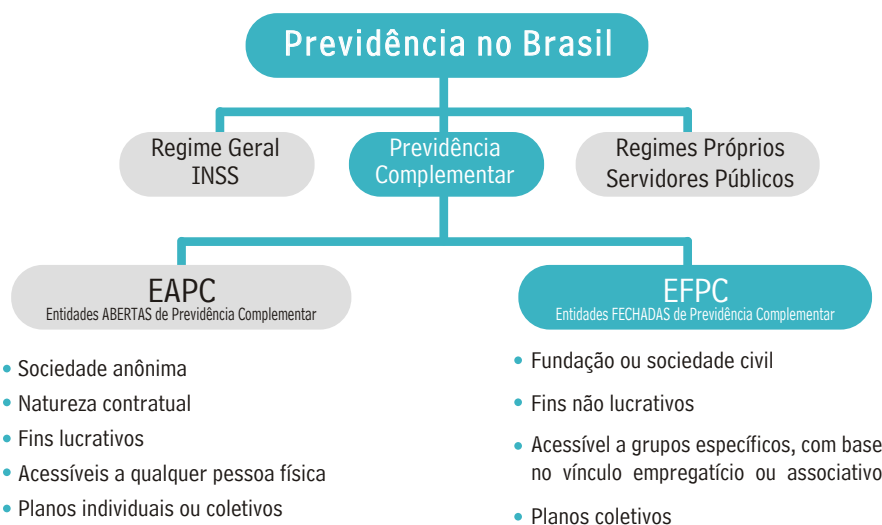 Previdência no Brasil
Regime Geral
INSS
Previdência
Complementar
Regimes Próprios
Servidores Públicos
EAPC
Entidades ABERTAS de Previdência Complementar
• Sociedade anônima
• Natureza contratual
• Fins lucrativos
• Acessíveis a qualquer pessoa física
• Planos individuais ou coletivos
EFPC
Entidades FECHADAS de Previdência Complementar
• Fundação ou sociedade civil
• Fins não lucrativos
• Acessível a grupos específicos, com base
no vínculo empregatício ou associativo
• Planos coletivos